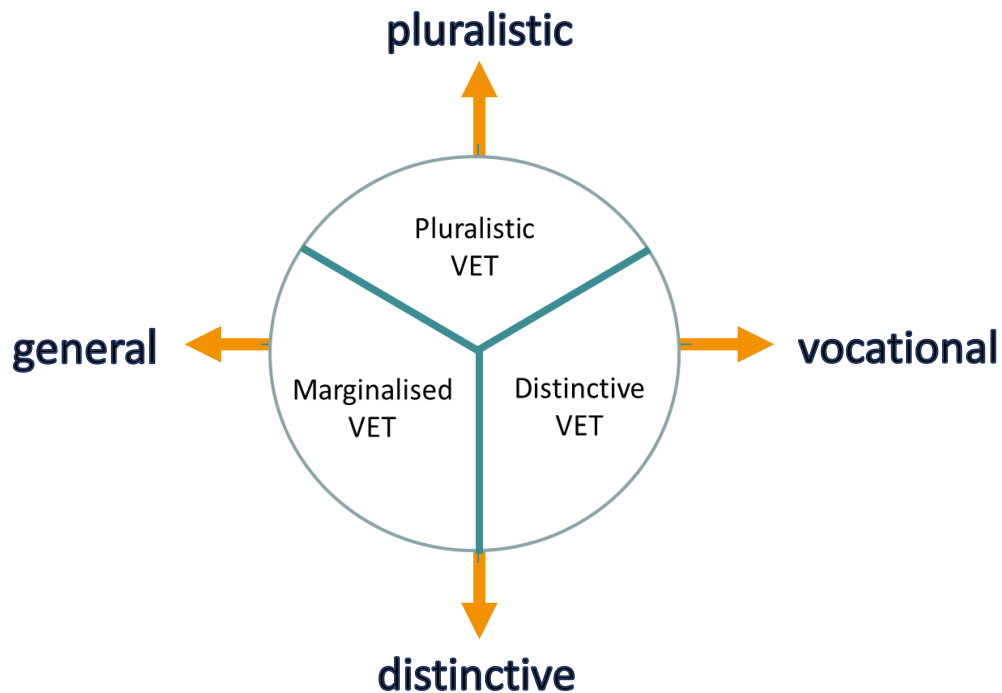 pluralistic
Pluralistic
VET
general
vocational
Marginalised
VET
Distinctive
VET
distinctive